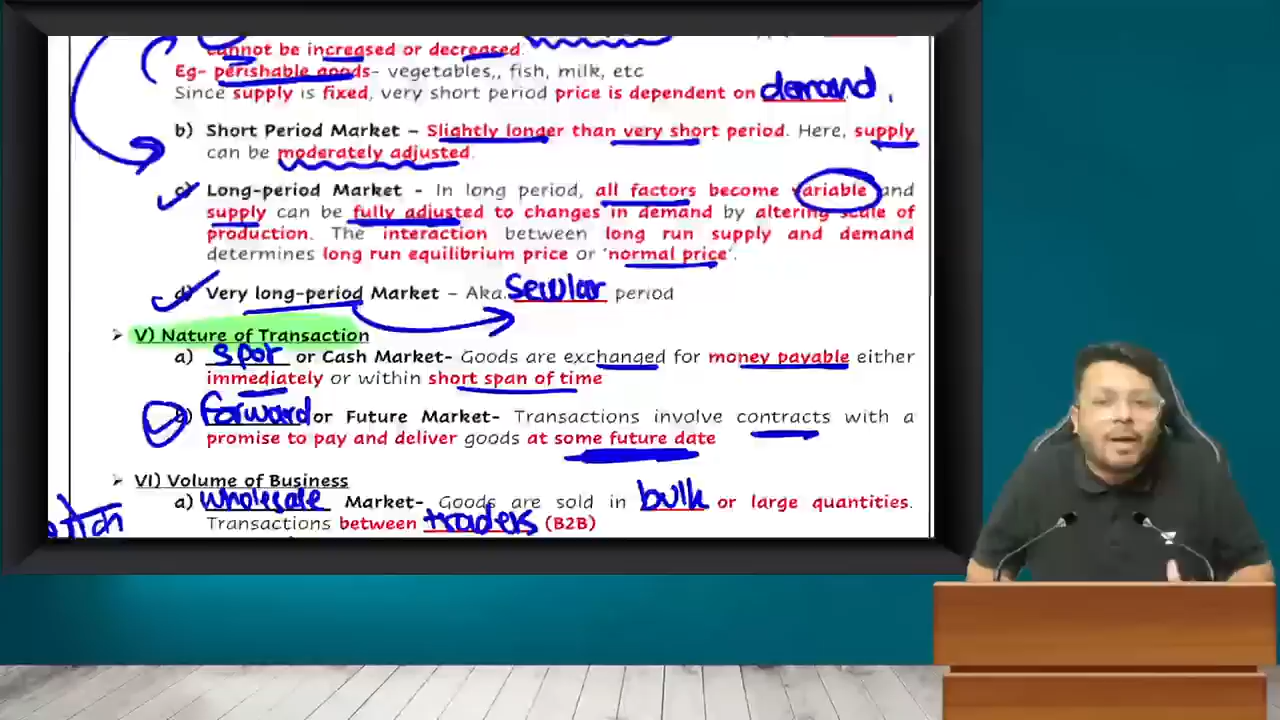 cannot be increased or decreased.
Eg- perishable goods- vegetables,, fish, milk, etc
Since supply is fixed, very short period price is dependent on demand.
b) Short Period Market – Slightly longer than very short period. Here, supply
can be moderately adjusted.
c) Long-period Market - In long period, all factors become variable and
supply can be fully adjusted to changes in demand by altering scale of
production. The interaction between long run supply and demand
determines long run equilibrium price or 'normal price'.
d) Very long-period Market – Aka. Secular period
➢ V) Nature of Transaction
a) spot or Cash Market- Goods are exchanged for money payable either
immediately or within short span of time
b) forward or Future Market- Transactions involve contracts with a
promise to pay and deliver goods at some future date
➢ VI) Volume of Business
a) wholesale Market- Goods are sold in bulk or large quantities.
Transactions between traders (B2B)